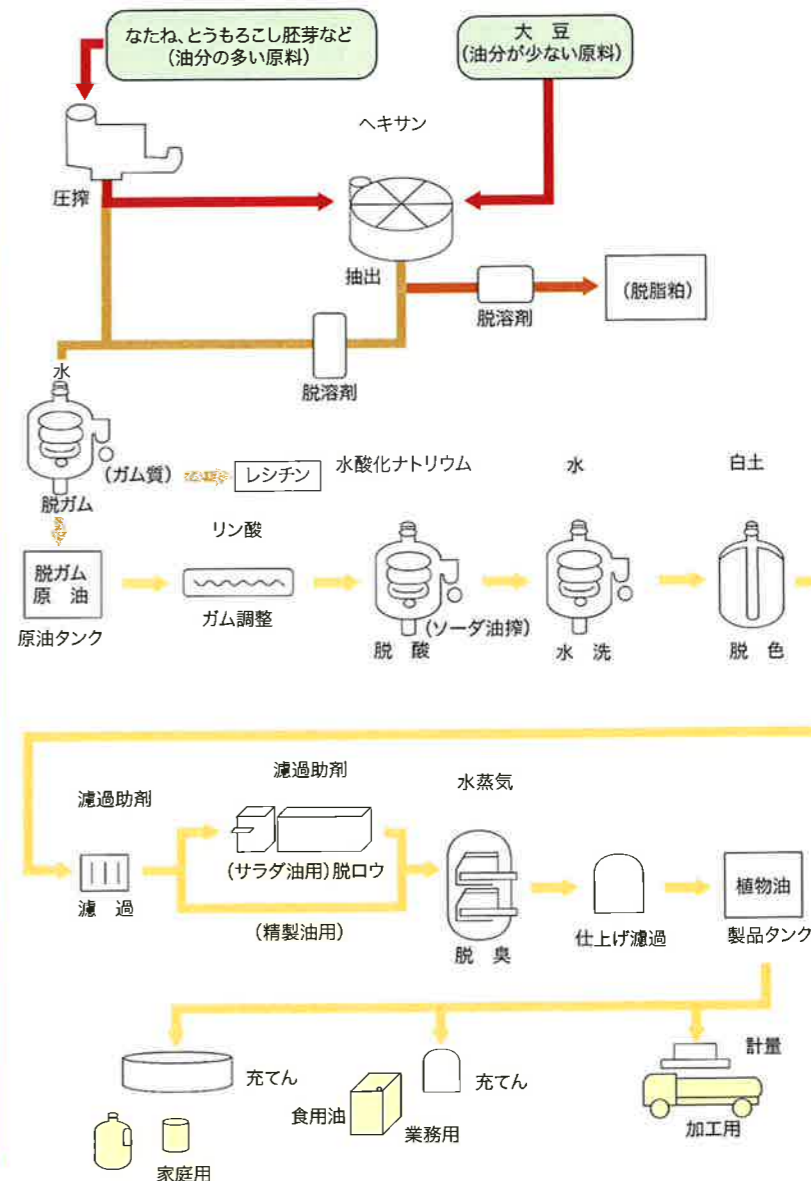 なたね、とうもろこし胚芽など
(油分の多い原料)
大 豆
(油分が少ない原料)
ヘキサン
圧搾
抽出
脱溶剤
(脱脂粕)
脱溶剤
水
(ガム質)
レシチン
脱ガム
水酸化ナトリウム
水
白土
リン酸
脱ガム
原 油
原油タンク
ガム調整
(ソーダ油搾)
脱 酸
水 洗
脱 色
濾過助剤
濾過助剤
水蒸気
(サラダ油用)脱ロウ
濾 過
(精製油用)
脱 臭
仕上げ濾過
植物油
製品タンク
充てん
家庭用
食用油
充てん
業務用
計量
加工用